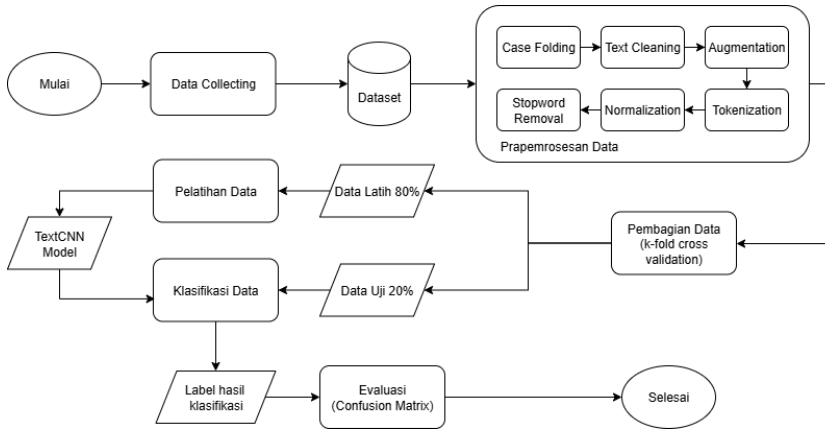 Mulai
Data Collecting
Dataset
Case Folding
Text Cleaning
Augmentation
Stopword
Removal
Normalization
Tokenization
Prapemrosesan Data
Pelatihan Data
Data Latih 80%
TextCNN
Model
Pembagian Data
(k-fold cross
validation)
Klasifikasi Data
Data Uji 20%
Label hasil
klasifikasi
Evaluasi
(Confusion Matrix)
Selesai